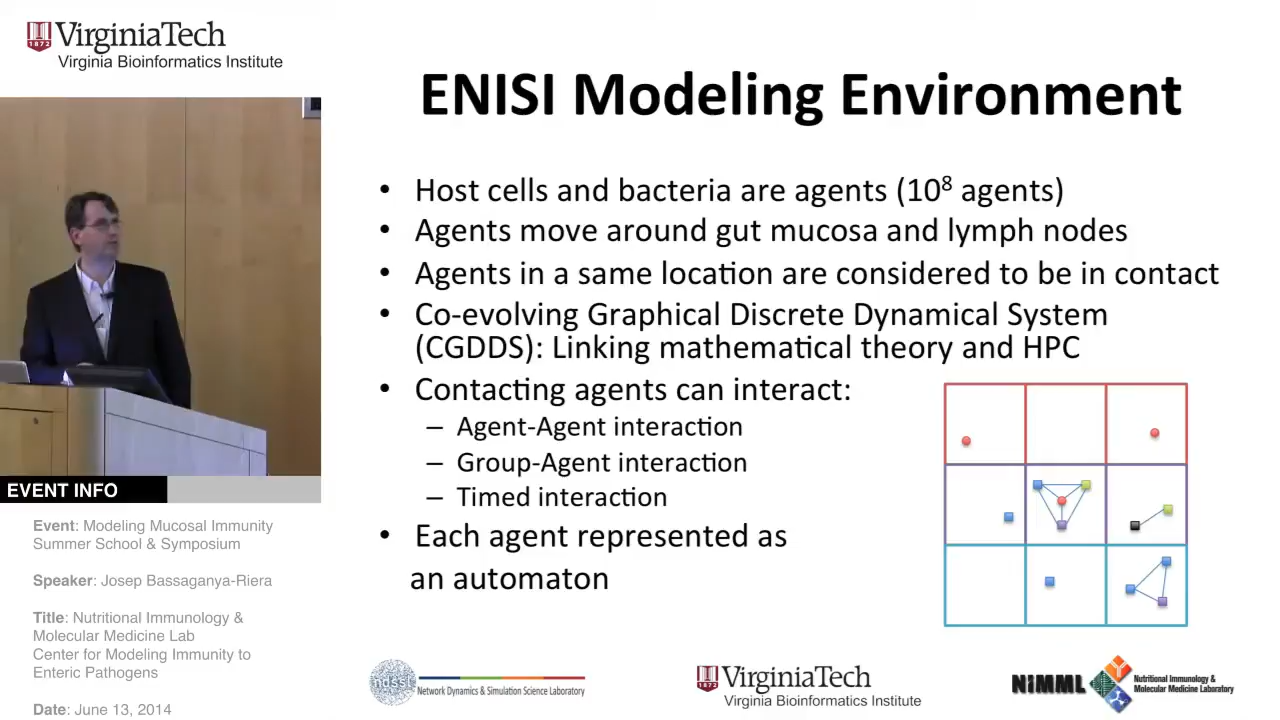 VirginiaTech
1872
Virginia Bioinformatics Institute
ENISI Modeling Environment
• Host cells and bacteria are agents (10⁸ agents)
• Agents move around gut mucosa and lymph nodes
• Agents in a same location are considered to be in contact
• Co-evolving Graphical Discrete Dynamical System
(CGDDS): Linking mathematical theory and HPC
• Contacting agents can interact:
– Agent-Agent interaction
– Group-Agent interaction
– Timed interaction
• Each agent represented as
an automaton
EVENT INFO
Event: Modeling Mucosal Immunity
Summer School & Symposium
Speaker: Josep Bassaganya-Riera
Title: Nutritional Immunology &
Molecular Medicine Lab
Center for Modeling Immunity to
Enteric Pathogens
Date: June 13, 2014
ndssl
Network Dynamics & Simulation Science Laboratory
VirginiaTech
1872
Virginia Bioinformatics Institute
NIMML
Nutritional Immunology &
Molecular Medicine Laboratory